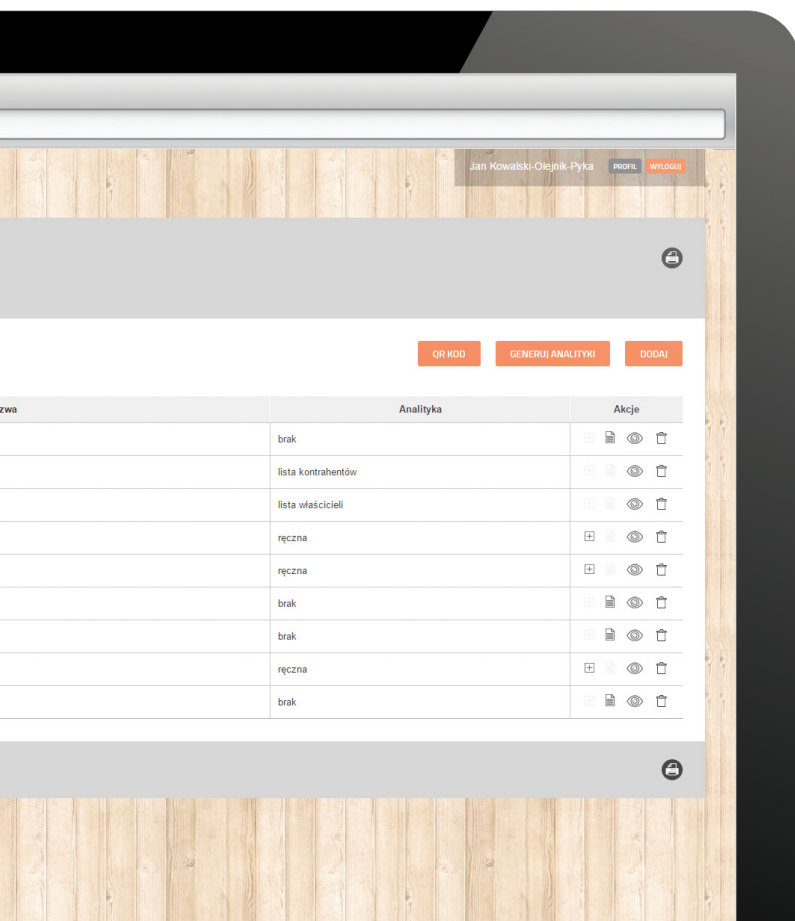 Jan Kowalski-Olejnik-Pyka PROFIL WYLOGUJ
QR KOD GENERUJ ANALITYKI DODAJ
zwa Analityka Akcje
brak
lista kontrahentów
lista właścicieli
ręczna
ręczna
brak
brak
ręczna
brak